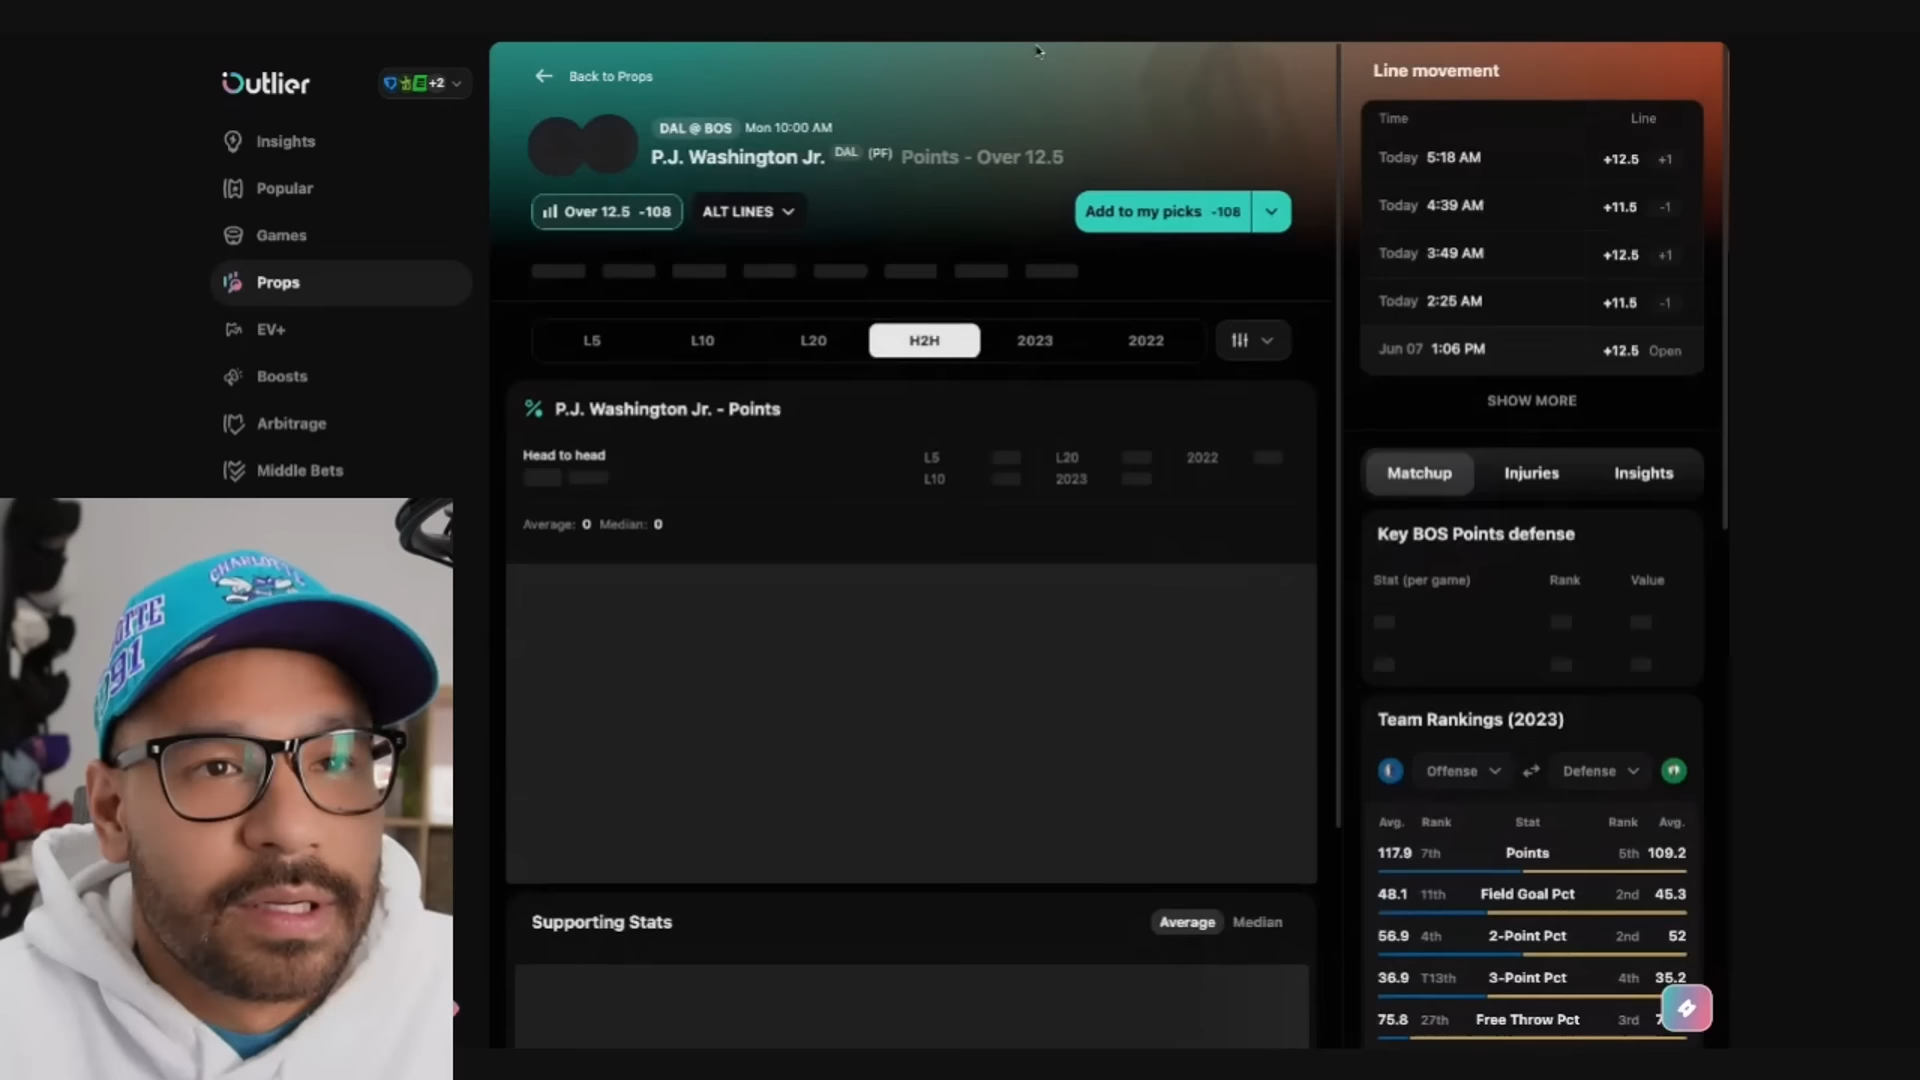 Outlier
+2
Insights
Popular
Games
Props
EV+
Boosts
Arbitrage
Middle Bets
Back to Props
DAL @ BOS Mon 10:00 AM
P.J. Washington Jr. DAL (PF) Points - Over 12.5
Over 12.5 -108
ALT LINES
Add to my picks -108
L5 L10 L20 H2H 2023 2022
P.J. Washington Jr. - Points
Head to head
L5 L20 2022
L10 2023
Average: 0 Median: 0
Supporting Stats
Average Median
Line movement
Time Line
Today 5:18 AM +12.5 +1
Today 4:39 AM +11.5 -1
Today 3:49 AM +12.5 +1
Today 2:25 AM +11.5 -1
Jun 07 1:06 PM +12.5 Open
SHOW MORE
Matchup Injuries Insights
Key BOS Points defense
Stat (per game) Rank Value
Team Rankings (2023)
Offense Defense
Avg. Rank Stat Rank Avg.
117.9 7th Points 5th 109.2
48.1 11th Field Goal Pct 2nd 45.3
56.9 4th 2-Point Pct 2nd 52
36.9 T13th 3-Point Pct 4th 35.2
75.8 27th Free Throw Pct 3rd
CHARLOTTE